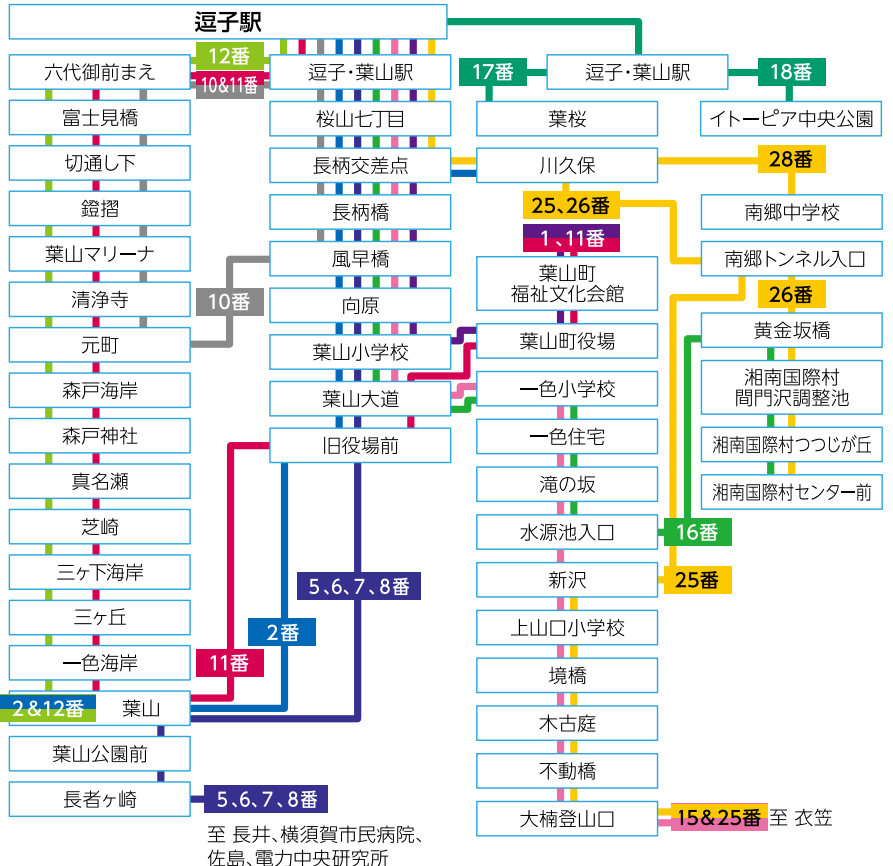 逗子駅
12番
10&11番
六代御前まえ
富士見橋
切通し下
鐙摺
葉山マリーナ
清浄寺
元町
森戸海岸
森戸神社
真名瀬
芝崎
三ヶ下海岸
三ヶ丘
一色海岸
2&12番
葉山
葉山公園前
長者ヶ崎
10番
11番
2番
5、6、7、8番
5、6、7、8番
至 長井、横須賀市民病院、
佐島、電力中央研究所
逗子・葉山駅
桜山七丁目
長柄交差点
長柄橋
風早橋
向原
葉山小学校
葉山大道
旧役場前
17番
逗子・葉山駅
18番
葉桜
イトーピア中央公園
川久保
28番
25、26番
南郷中学校
1、11番
南郷トンネル入口
葉山町
福祉文化会館
26番
葉山町役場
黄金坂橋
一色小学校
湘南国際村
間門沢調整池
一色住宅
湘南国際村つつじが丘
滝の坂
湘南国際村センター前
水源池入口
16番
新沢
25番
上山口小学校
境橋
木古庭
不動橋
大楠登山口
15&25番
至 衣笠